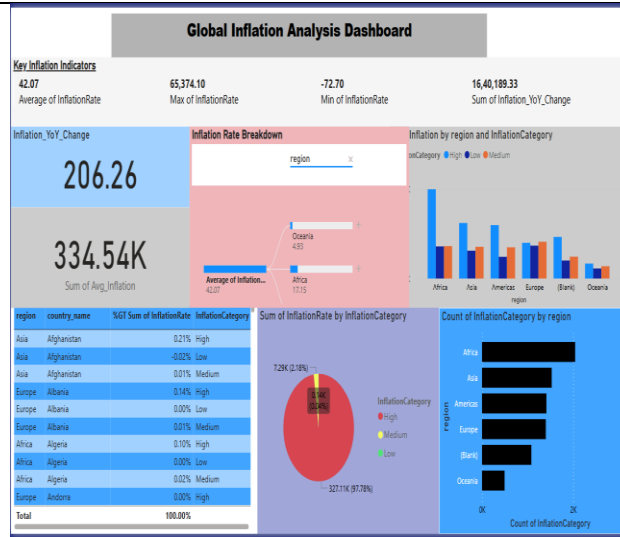 Global Inflation Analysis Dashboard
Key Inflation Indicators
42.07
Average of InflationRate
65,374.10
Max of InflationRate
-72.70
Min of InflationRate
16,40,189.33
Sum of Inflation_YoY_Change
Inflation_YoY_Change
206.26
334.54K
Sum of Avg_Inflation
Inflation Rate Breakdown
region x
Oceania
4.93
Average of Inflation...
42.07
Africa
17.15
Inflation by region and InflationCategory
onCategory High Low Medium
Africa Asia Americas Europe (Blank) Oceania
region
region country_name %GT Sum of InflationRate InflationCategory
Asia Afghanistan 0.21% High
Asia Afghanistan -0.02% Low
Asia Afghanistan 0.01% Medium
Europe Albania 0.14% High
Europe Albania 0.00% Low
Europe Albania 0.01% Medium
Africa Algeria 0.10% High
Africa Algeria 0.00% Low
Africa Algeria 0.02% Medium
Europe Andorra 0.00% High
Total 100.00%
Sum of InflationRate by InflationCategory
7.29K (2.18%)
0.14K
(0.04%)
327.11K (97.78%)
InflationCategory
High
Medium
Low
Count of InflationCategory by region
region
Africa
Asia
Americas
Europe
(Blank)
Oceania
0K 2K
Count of InflationCategory